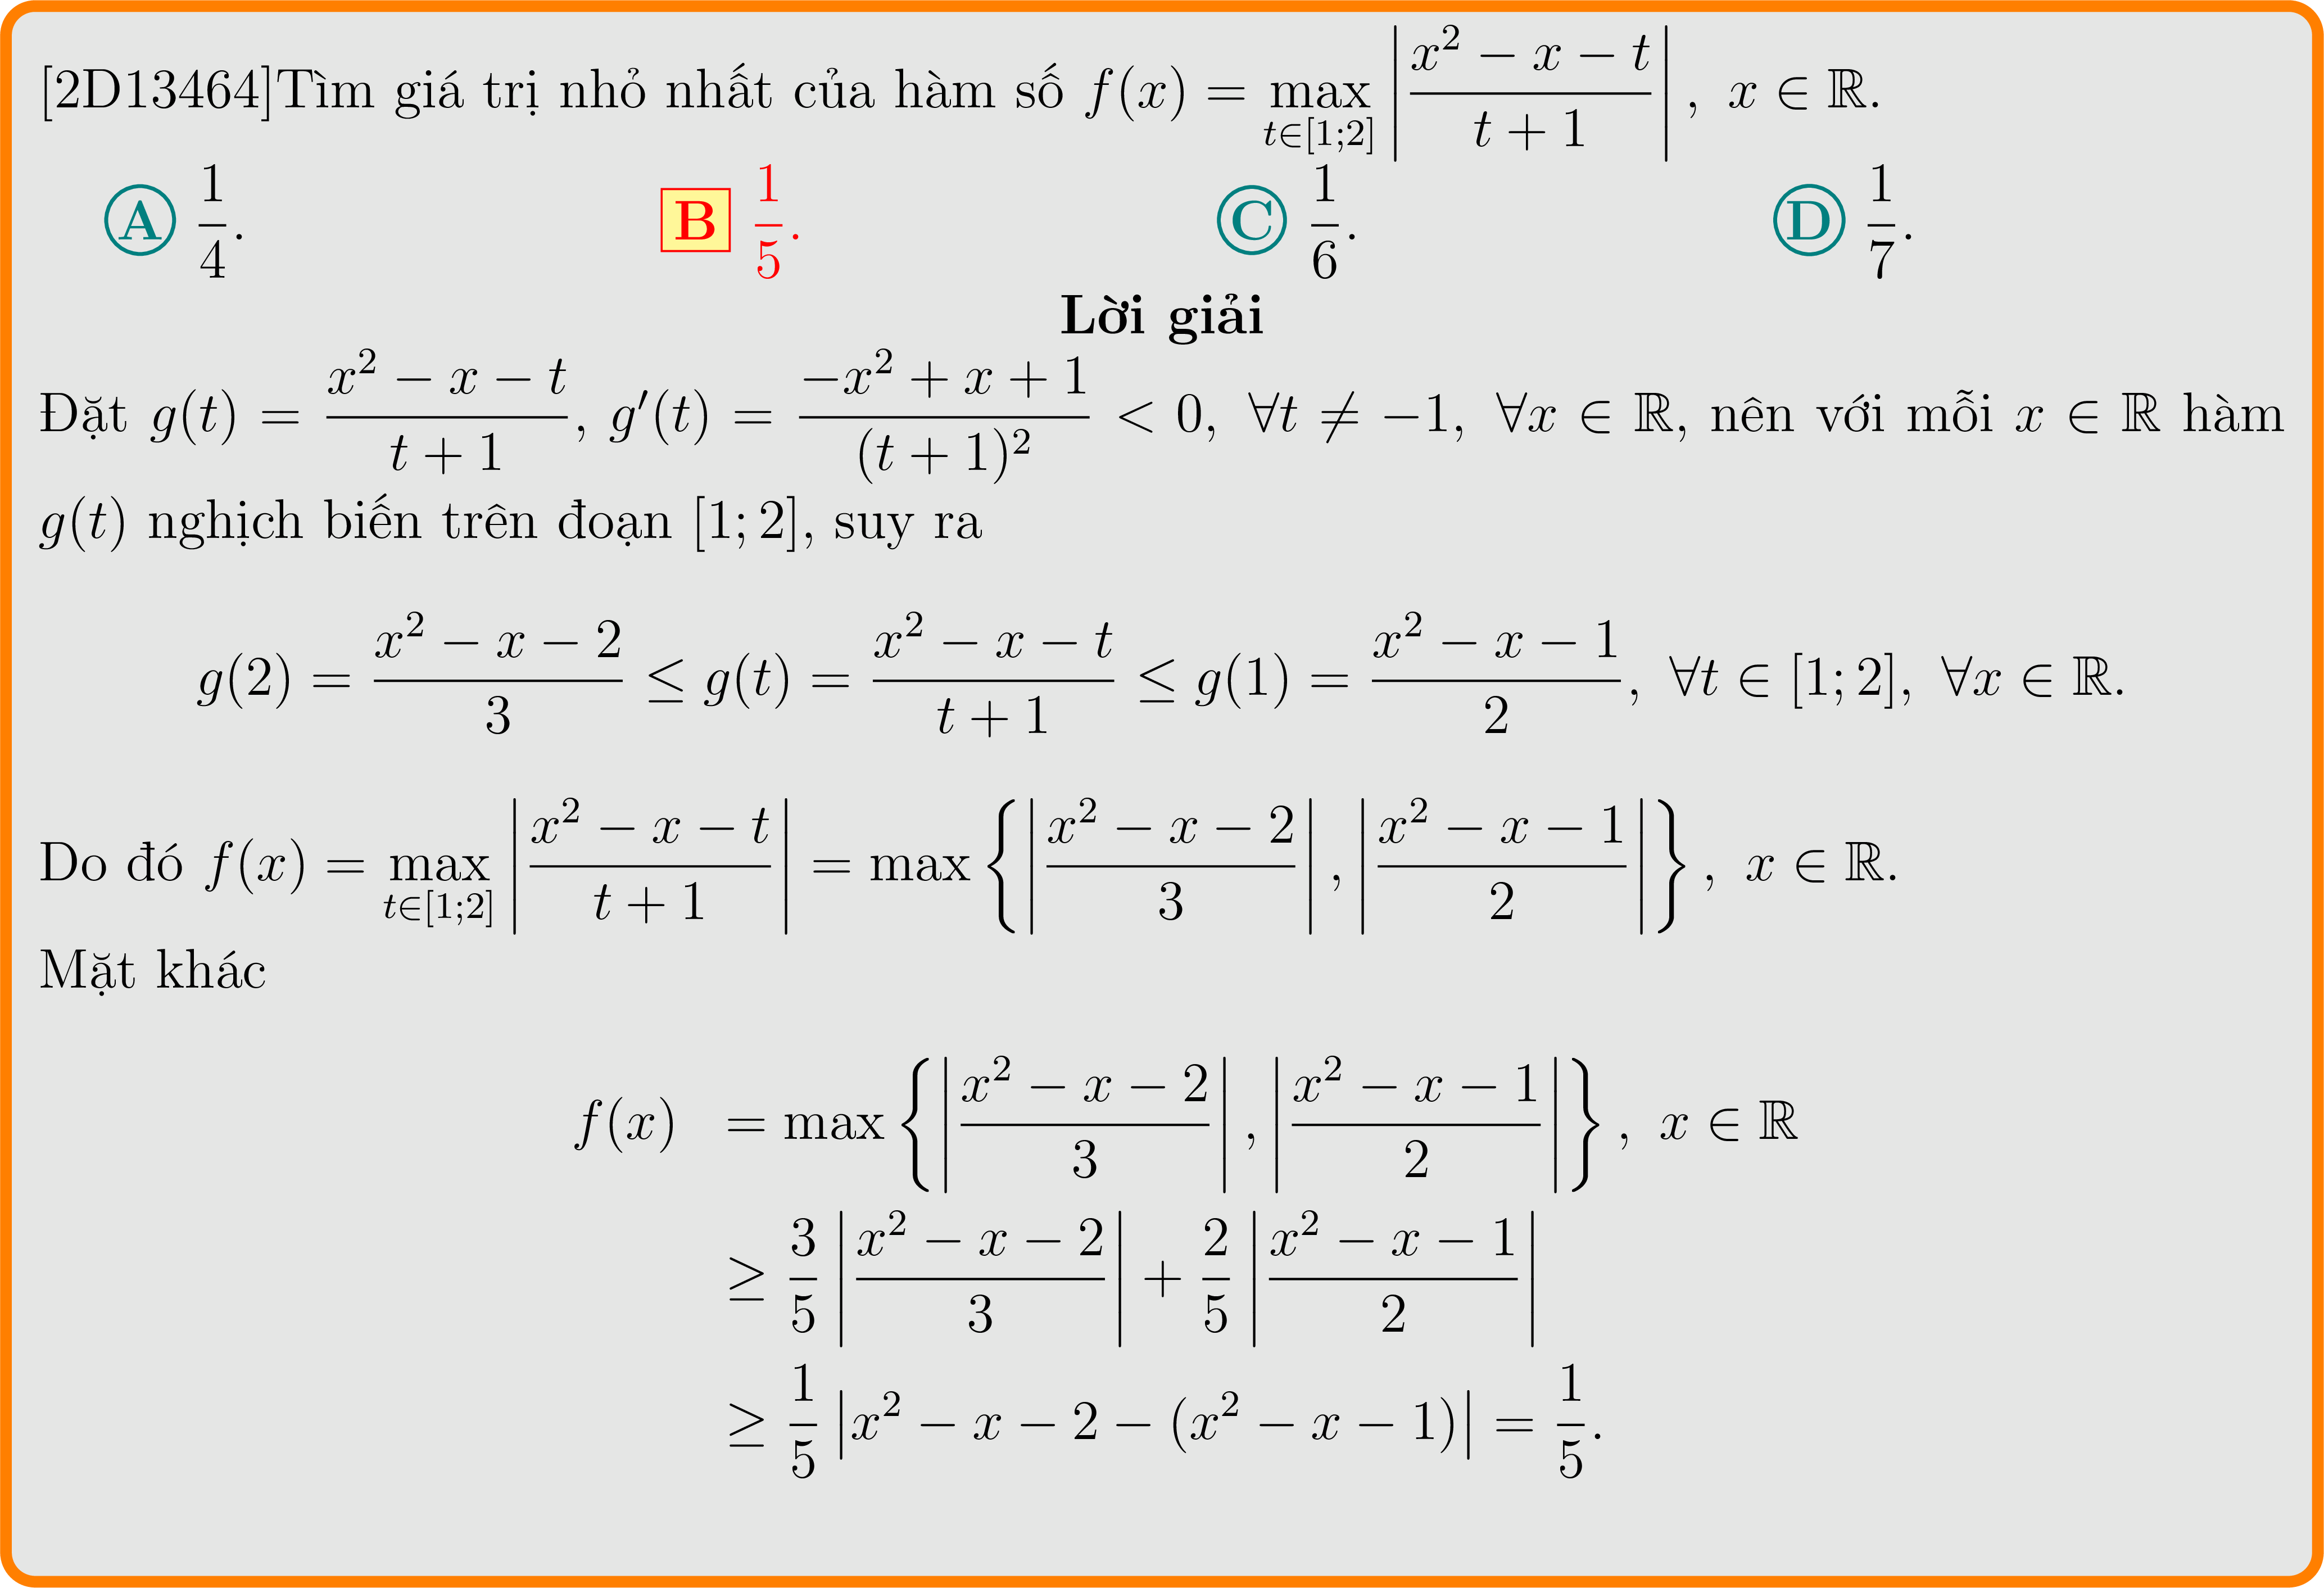 [2D13464]Tìm giá trị nhỏ nhất của hàm số $f(x) = \max_{t\in[1;2]} \left|\frac{x^2 - x - t}{t + 1}\right|,\ x \in \mathbb{R}.$
A $\frac{1}{4}$. B $\frac{1}{5}$. C $\frac{1}{6}$. D $\frac{1}{7}$.
Lời giải
Đặt $g(t) = \frac{x^2 - x - t}{t + 1}$, $g'(t) = \frac{-x^2 + x + 1}{(t + 1)^2} < 0,\ \forall t \neq -1,\ \forall x \in \mathbb{R}$, nên với mỗi $x \in \mathbb{R}$ hàm
$g(t)$ nghịch biến trên đoạn $[1; 2]$, suy ra
$g(2) = \frac{x^2 - x - 2}{3} \leq g(t) = \frac{x^2 - x - t}{t + 1} \leq g(1) = \frac{x^2 - x - 1}{2},\ \forall t \in [1; 2],\ \forall x \in \mathbb{R}.$
Do đó $f(x) = \max_{t\in[1;2]} \left|\frac{x^2 - x - t}{t + 1}\right| = \max \left\{\left|\frac{x^2 - x - 2}{3}\right|, \left|\frac{x^2 - x - 1}{2}\right|\right\},\ x \in \mathbb{R}.$
Mặt khác
$f(x) = \max \left\{\left|\frac{x^2 - x - 2}{3}\right|, \left|\frac{x^2 - x - 1}{2}\right|\right\},\ x \in \mathbb{R}$
$\geq \frac{3}{5} \left|\frac{x^2 - x - 2}{3}\right| + \frac{2}{5} \left|\frac{x^2 - x - 1}{2}\right|$
$\geq \frac{1}{5} \left|x^2 - x - 2 - (x^2 - x - 1)\right| = \frac{1}{5}.$